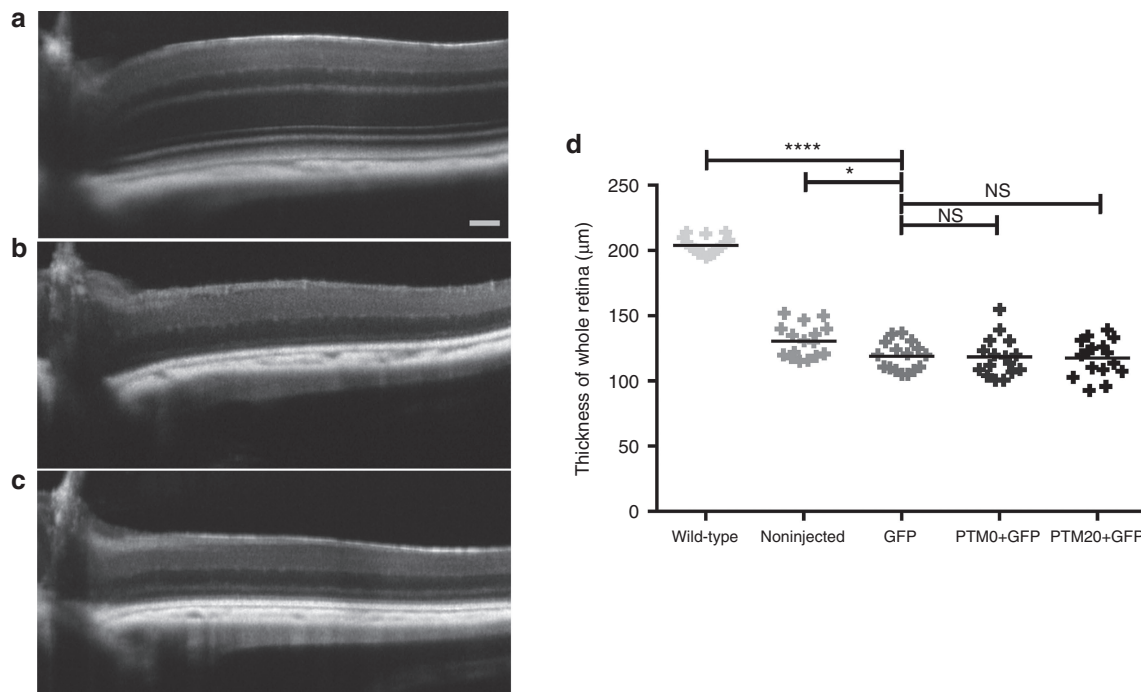 a
b
c
d
****
*
NS
NS
Thickness of whole retina (μm)
250
200
150
100
50
0
Wild-type
Noninjected
GFP
PTM0+GFP
PTM20+GFP